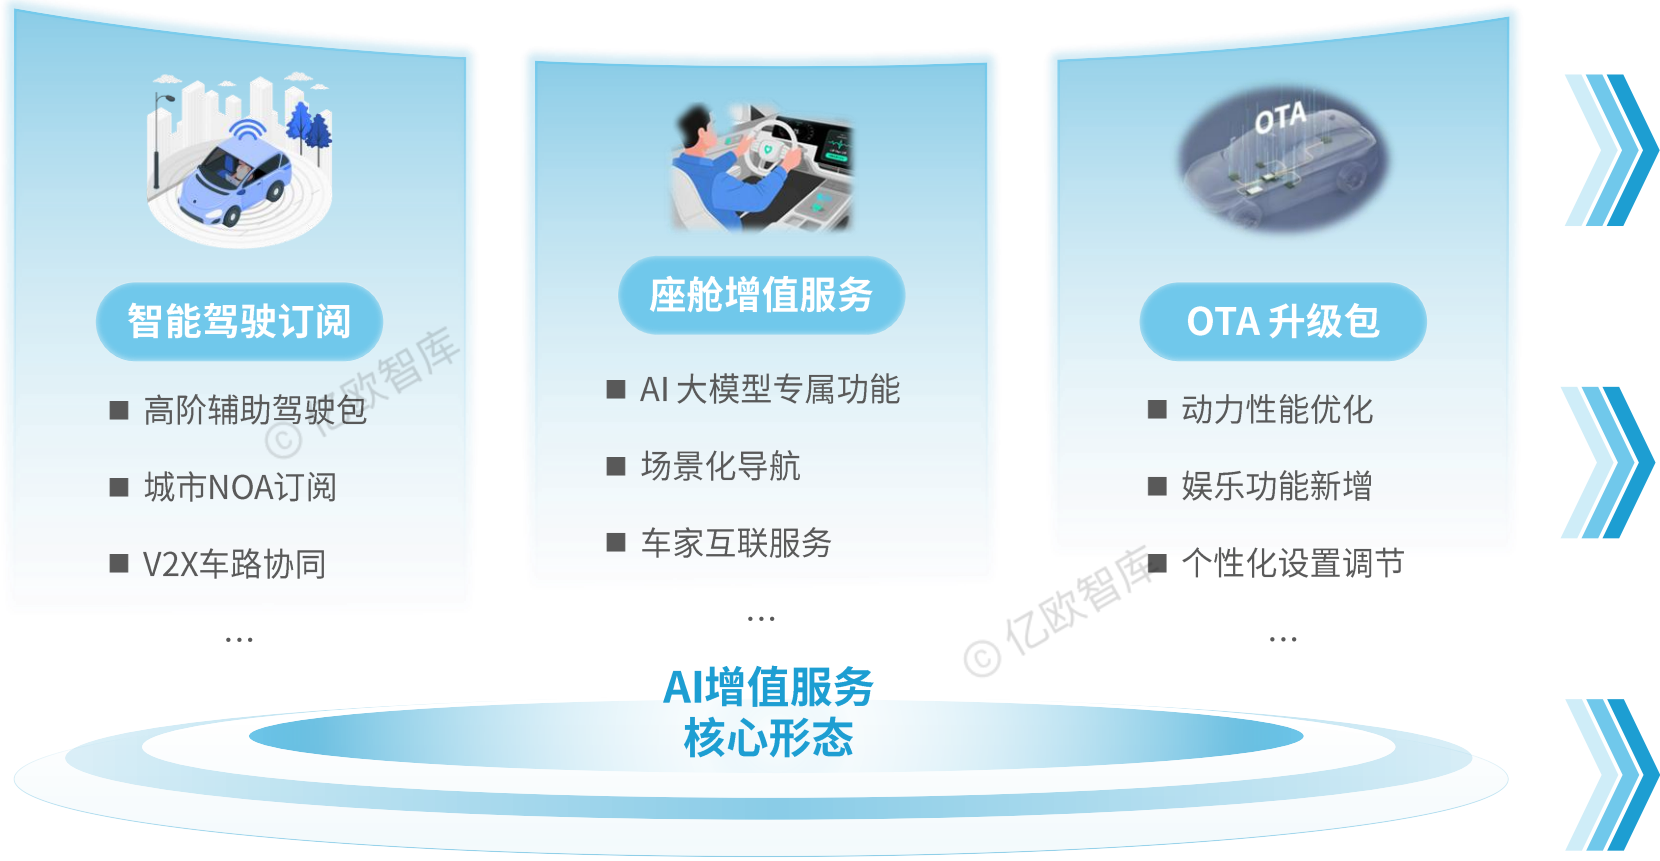 智能驾驶订阅
■ 高阶辅助驾驶包
■ 城市NOA订阅
■ V2X车路协同
...
座舱增值服务
■ AI 大模型专属功能
■ 场景化导航
■ 车家互联服务
...
OTA
OTA 升级包
■ 动力性能优化
■ 娱乐功能新增
■ 个性化设置调节
...
AI增值服务
核心形态
© 亿欧智库
© 亿欧智库